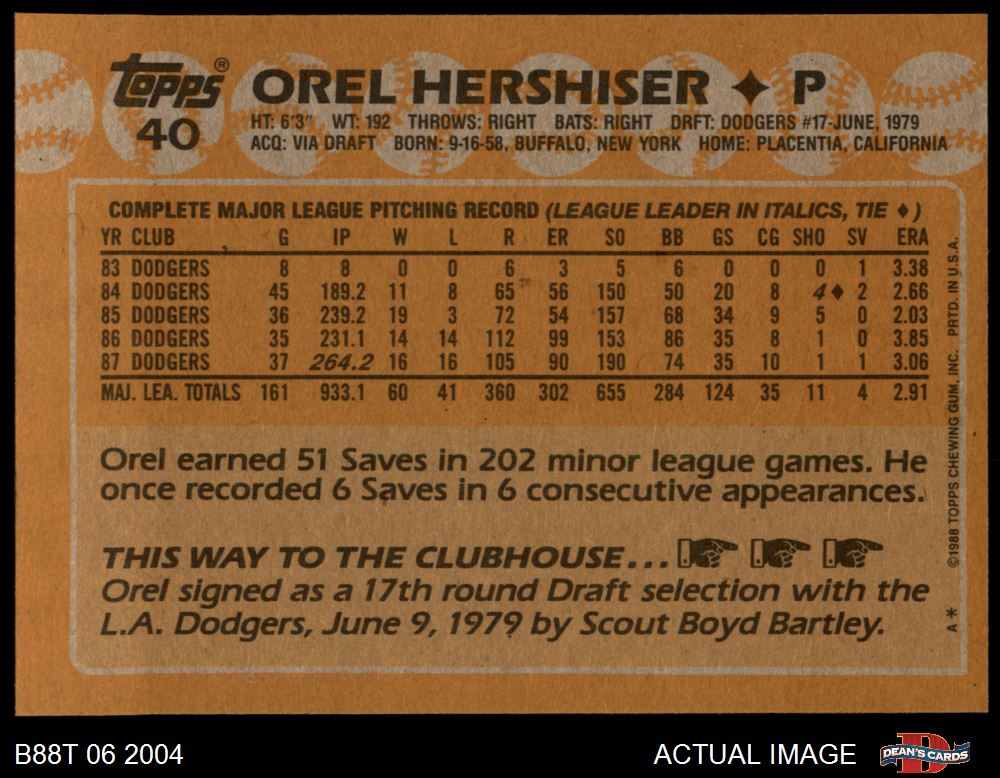 Topps®
40
OREL HERSHISER ♦ P
HT: 6'3" WT: 192 THROWS: RIGHT BATS: RIGHT DRFT: DODGERS #17-JUNE, 1979
ACQ: VIA DRAFT BORN: 9-16-58, BUFFALO, NEW YORK HOME: PLACENTIA, CALIFORNIA
COMPLETE MAJOR LEAGUE PITCHING RECORD (LEAGUE LEADER IN ITALICS, TIE ♦)
YR CLUB G IP W L R ER SO BB GS CG SHO SV ERA
83 DODGERS 8 8 0 0 6 3 5 6 0 0 0 1 3.38
84 DODGERS 45 189.2 11 8 65 56 150 50 20 8 4♦ 2 2.66
85 DODGERS 36 239.2 19 3 72 54 157 68 34 9 5 0 2.03
86 DODGERS 35 231.1 14 14 112 99 153 86 35 8 1 0 3.85
87 DODGERS 37 264.2 16 16 105 90 190 74 35 10 1 1 3.06
MAJ. LEA. TOTALS 161 933.1 60 41 360 302 655 284 124 35 11 4 2.91
Orel earned 51 Saves in 202 minor league games. He
once recorded 6 Saves in 6 consecutive appearances.
THIS WAY TO THE CLUBHOUSE...
Orel signed as a 17th round Draft selection with the
L.A. Dodgers, June 9, 1979 by Scout Boyd Bartley.
A* ©1988 TOPPS CHEWING GUM, INC. PRTD. IN U.S.A.
B88T 06 2004
ACTUAL IMAGE
DEAN'S CARDS